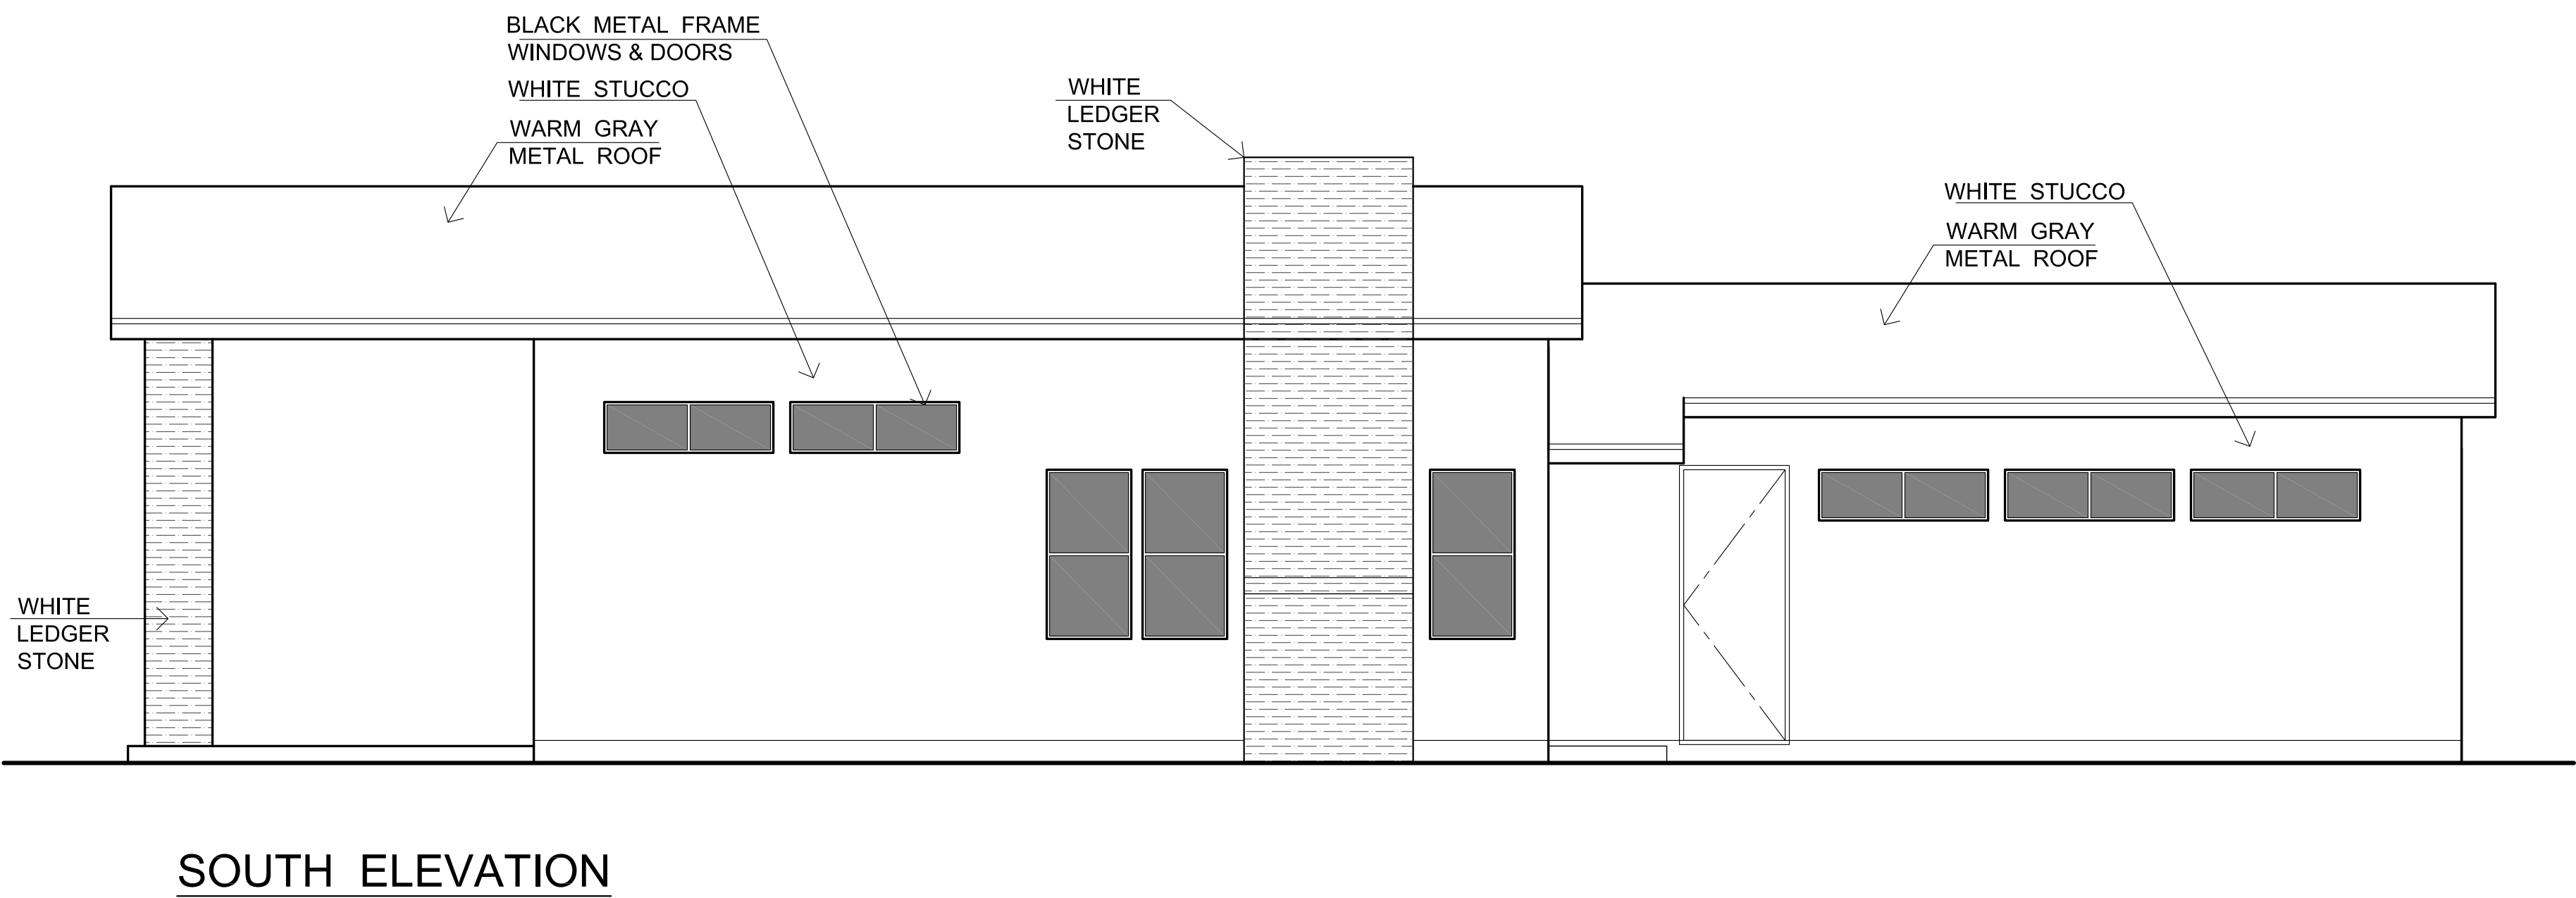 BLACK METAL FRAME
WINDOWS & DOORS
WHITE STUCCO
WARM GRAY
METAL ROOF
WHITE
LEDGER
STONE
WHITE STUCCO
WARM GRAY
METAL ROOF
WHITE
LEDGER
STONE
SOUTH ELEVATION